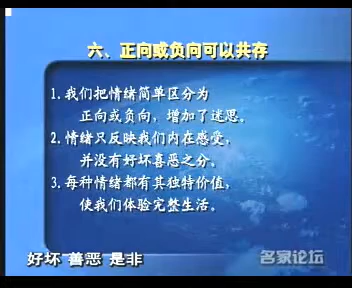 六、正向或负向可以共存
1.我们把情绪简单区分为
正向或负向,增加了迷思。
2.情绪只反映我们内在感受,
并没有好坏喜恶之分。
3.每种情绪都有其独特价值,
使我们体验完整生活。
好坏 善恶 是非
名家论坛